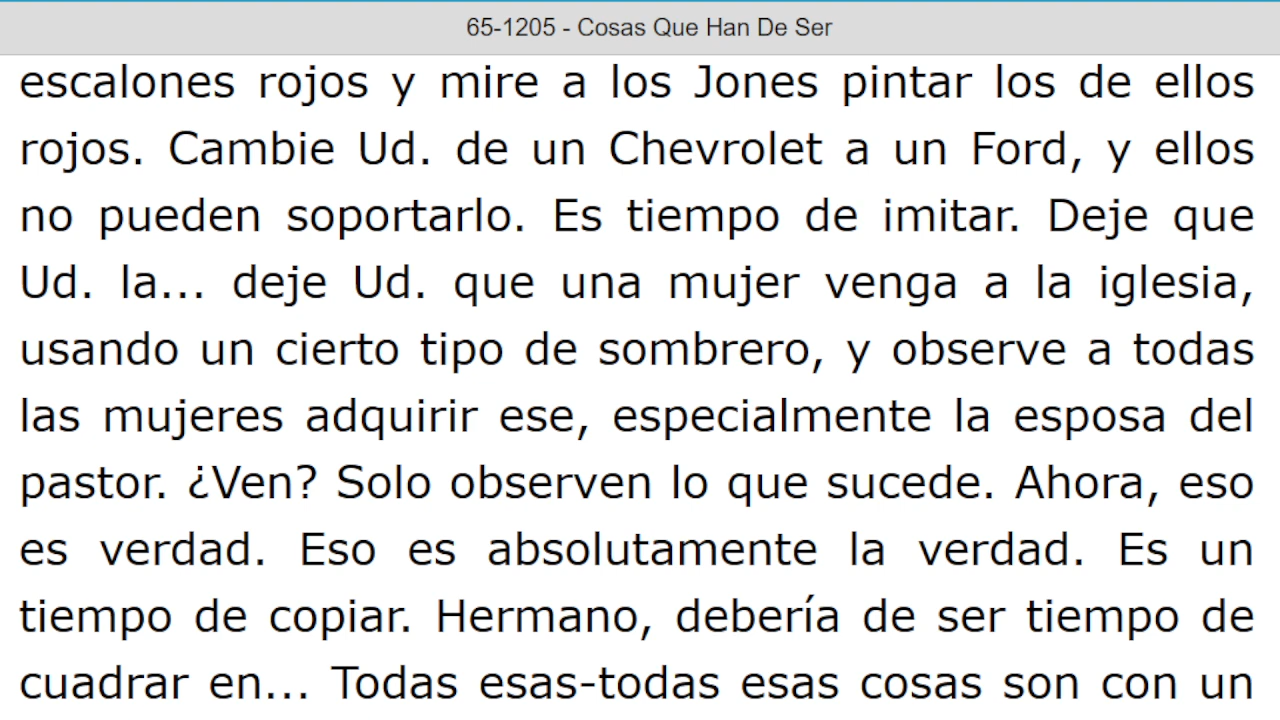 65-1205 - Cosas Que Han De Ser
escalones rojos y mire a los Jones pintar los de ellos
rojos. Cambie Ud. de un Chevrolet a un Ford, y ellos
no pueden soportarlo. Es tiempo de imitar. Deje que
Ud. la... deje Ud. que una mujer venga a la iglesia,
usando un cierto tipo de sombrero, y observe a todas
las mujeres adquirir ese, especialmente la esposa del
pastor. ¿Ven? Solo observen lo que sucede. Ahora, eso
es verdad. Eso es absolutamente la verdad. Es un
tiempo de copiar. Hermano, debería de ser tiempo de
cuadrar en... Todas esas-todas esas cosas son con un